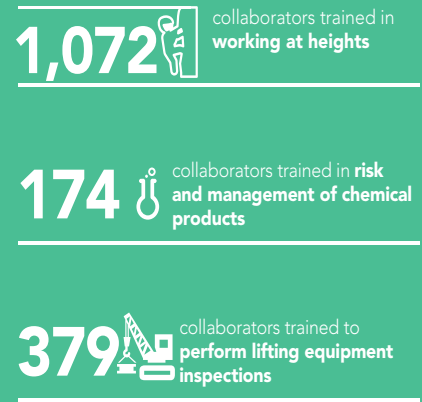 1,072
collaborators trained in
working at heights
174
collaborators trained in risk
and management of chemical
products
379
collaborators trained to
perform lifting equipment
inspections